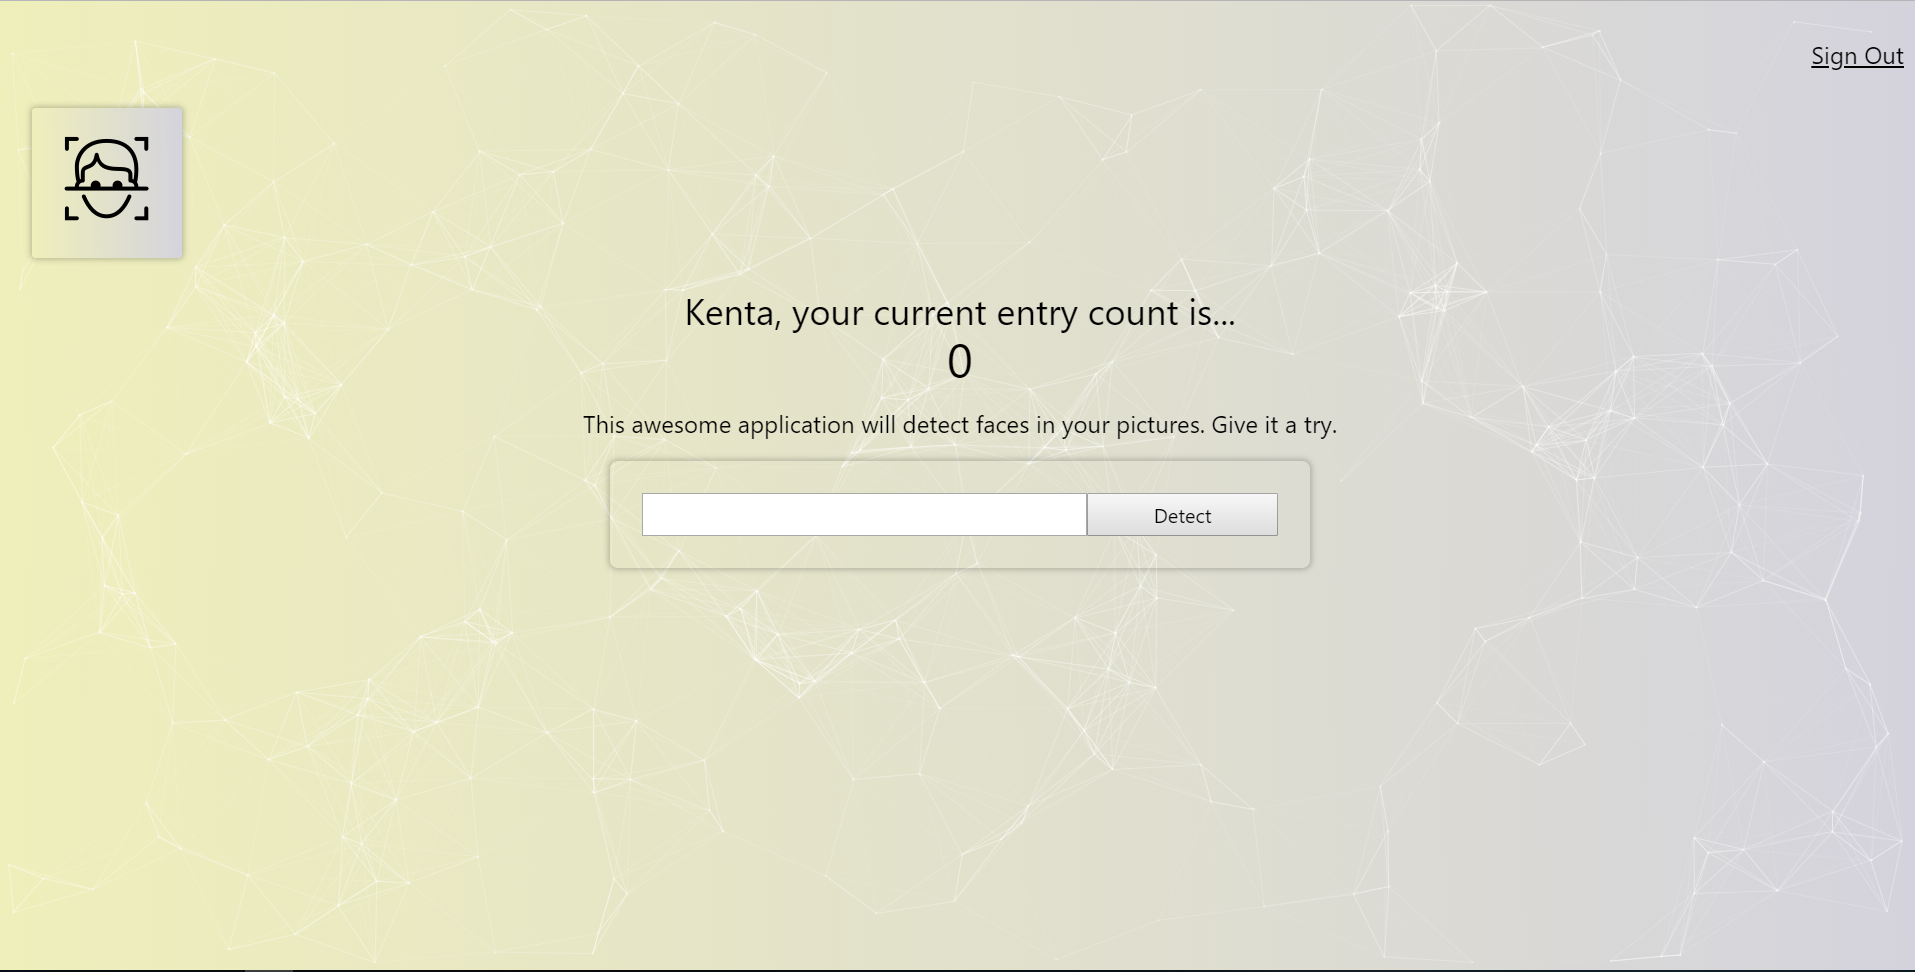 Sign Out
Kenta, your current entry count is...
0
This awesome application will detect faces in your pictures. Give it a try.
Detect